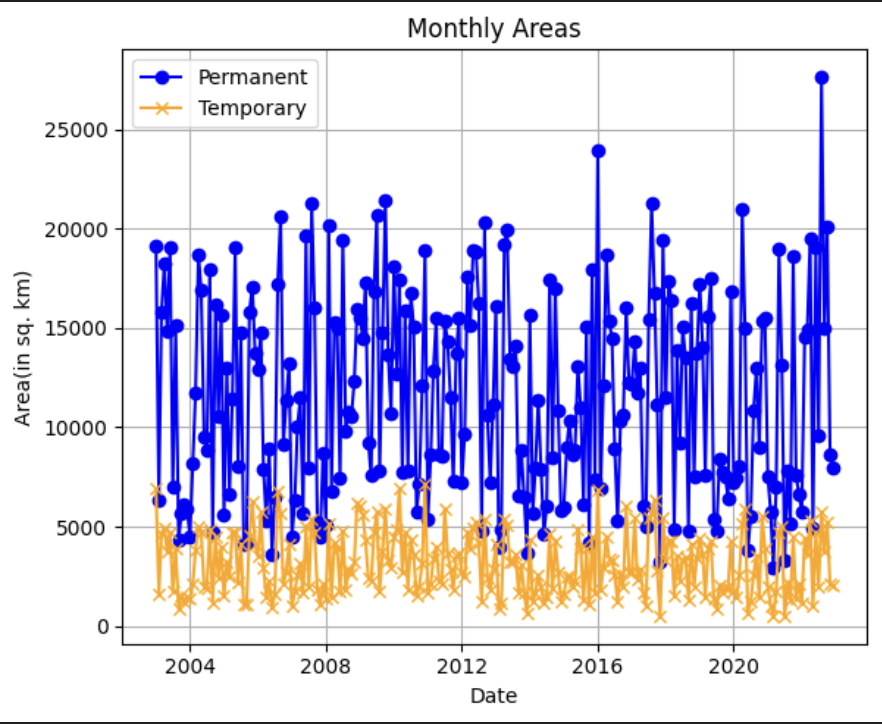 Monthly Areas
Permanent
Temporary
25000
20000
15000
10000
5000
0
Area(in sq. km)
2004 2008 2012 2016 2020
Date